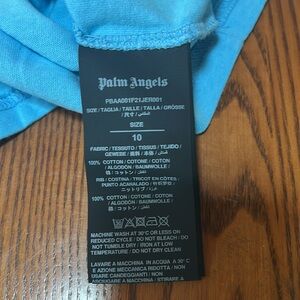 Palm Angels
PBAA001F21JER001
SIZE / TAGLIA / TAILLE / TALLA / GRÖSSE
SIZE
10
FABRIC / TESSUTO / TISSUS / TEJIDO /
100% COTTON / COTONE / COTON
/ ALGODÓN / BAUMWOLLE /
RIB / COSTINA / TRICOT EN CÔTES /
PUNTO ACANALADO /
100% COTTON / COTONE / COTON
/ ALGODÓN / BAUMWOLLE /
MACHINE WASH AT 30°C OR LESS ON
REDUCED CYCLE / DO NOT BLEACH / DO
NOT TUMBLE DRY / IRON AT LOW
TEMPERATURE / DO NOT DRY CLEAN
LAVARE A MACCHINA IN ACQUA A 30° C
E AZIONE MECCANICA RIDOTTA / NON
USARE CANDEGGIANTI / NON